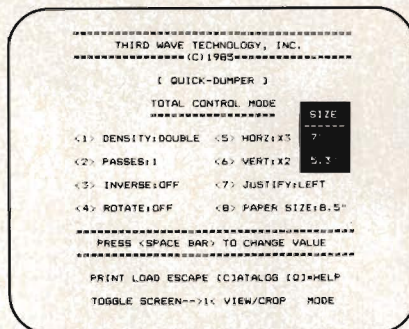 THIRD WAVE TECHNOLOGY, INC.
(C)1985
[ QUICK-DUMPER ]
TOTAL CONTROL MODE
SIZE
<1> DENSITY:DOUBLE <5> HORZ:X3 7"
<2> PASSES:1 <6> VERT:X2 5.3"
<3> INVERSE:OFF <7> JUSTIFY:LEFT
<4> ROTATE:OFF <8> PAPER SIZE:8.5"
PRESS <SPACE BAR> TO CHANGE VALUE
PRINT LOAD ESCAPE [C]ATALOG [Q]=HELP
TOGGLE SCREEN-->1< VIEW/CROP MODE